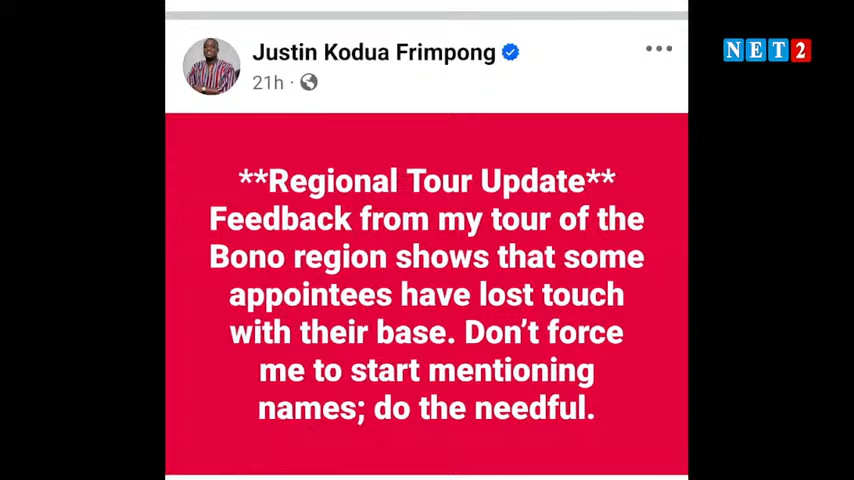 Justin Kodua Frimpong
NET2
21h ·
**Regional Tour Update**
Feedback from my tour of the
Bono region shows that some
appointees have lost touch
with their base. Don’t force
me to start mentioning
names; do the needful.